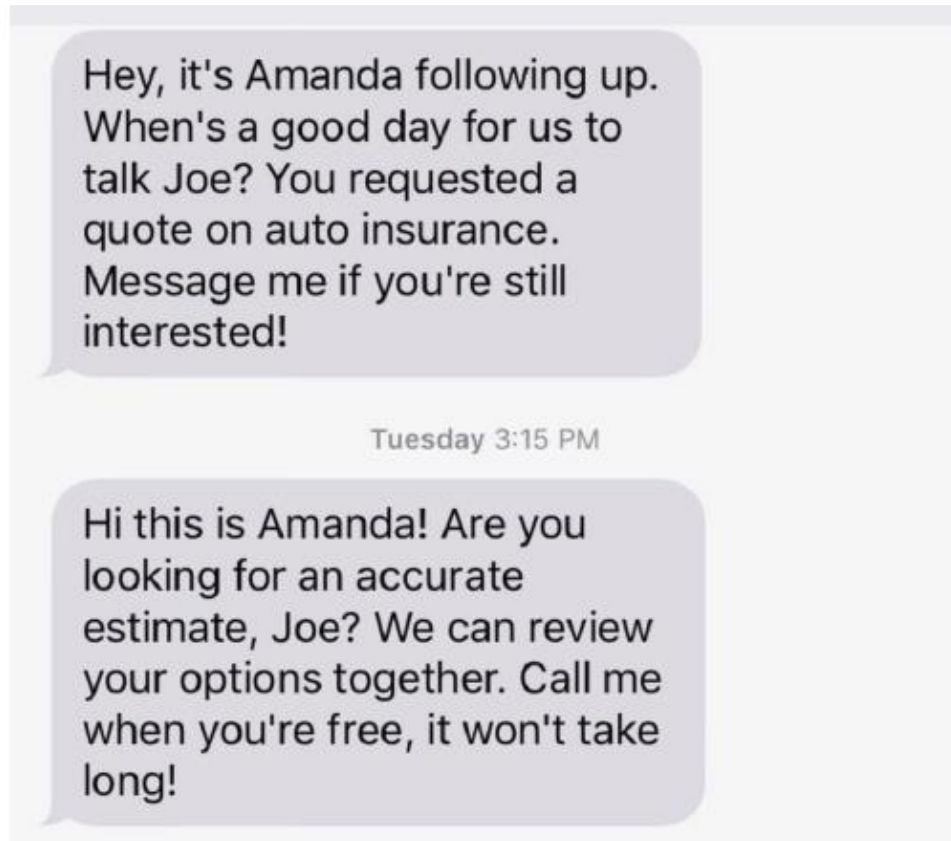 Hey, it's Amanda following up.
When's a good day for us to
talk Joe? You requested a
quote on auto insurance.
Message me if you're still
interested!
Tuesday 3:15 PM
Hi this is Amanda! Are you
looking for an accurate
estimate, Joe? We can review
your options together. Call me
when you're free, it won't take
long!